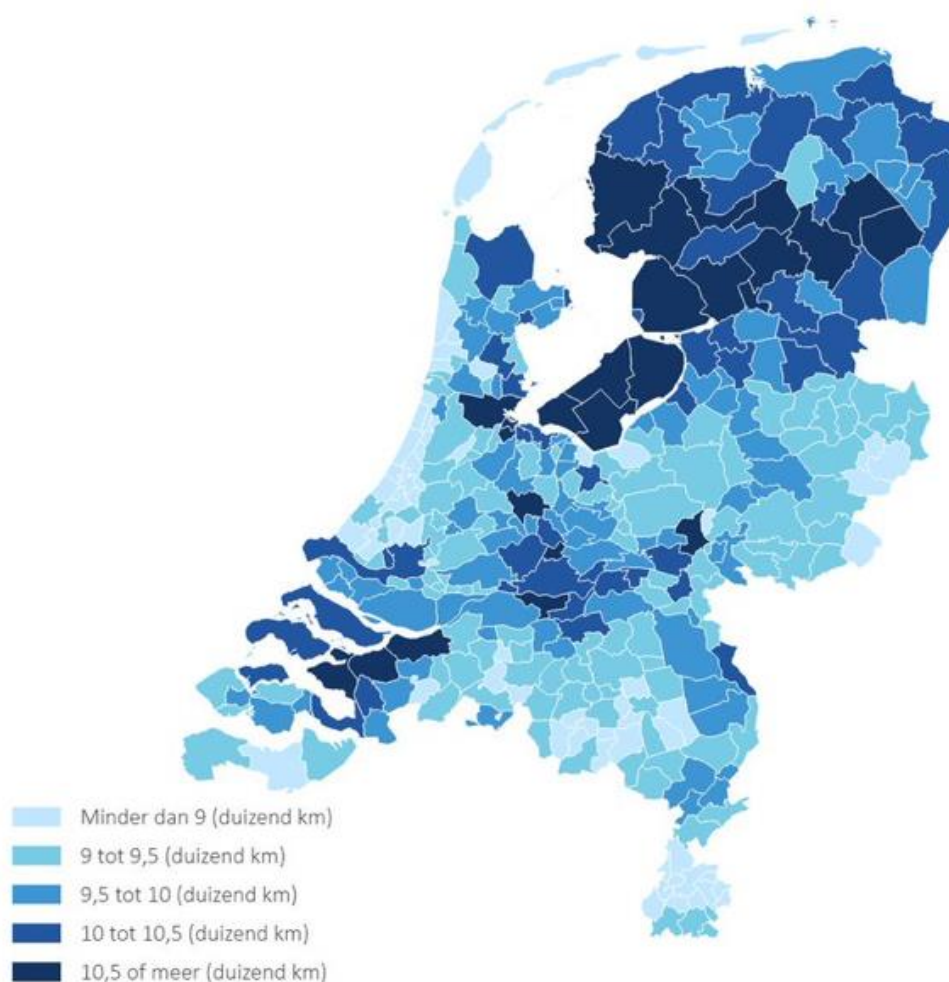 Minder dan 9 (duizend km)
9 tot 9,5 (duizend km)
9,5 tot 10 (duizend km)
10 tot 10,5 (duizend km)
10,5 of meer (duizend km)